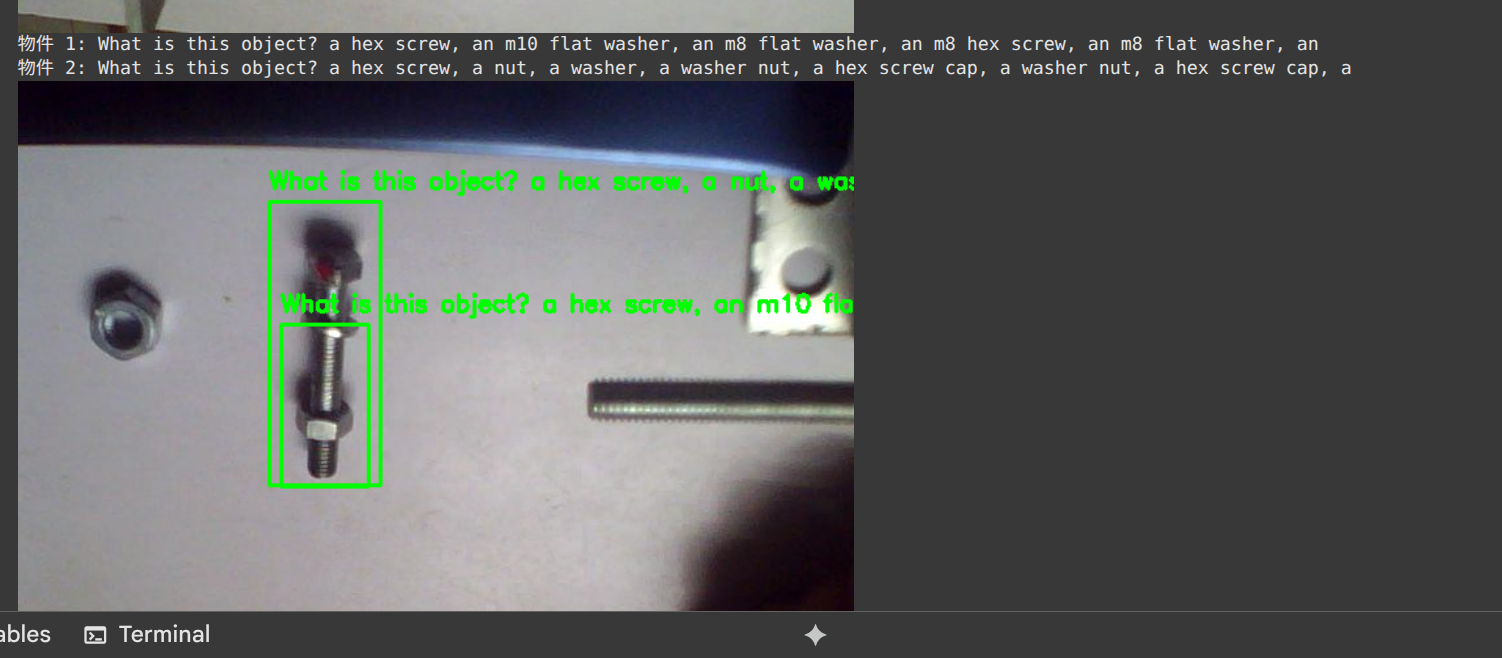 物件 1: What is this object? a hex screw, an m10 flat washer, an m8 flat washer, an m8 hex screw, an m8 flat washer, an
物件 2: What is this object? a hex screw, a nut, a washer, a washer nut, a hex screw cap, a washer nut, a hex screw cap, a
What is this object? a hex screw, a nut, a was
What is this object? a hex screw, an m10 fla
ables
Terminal